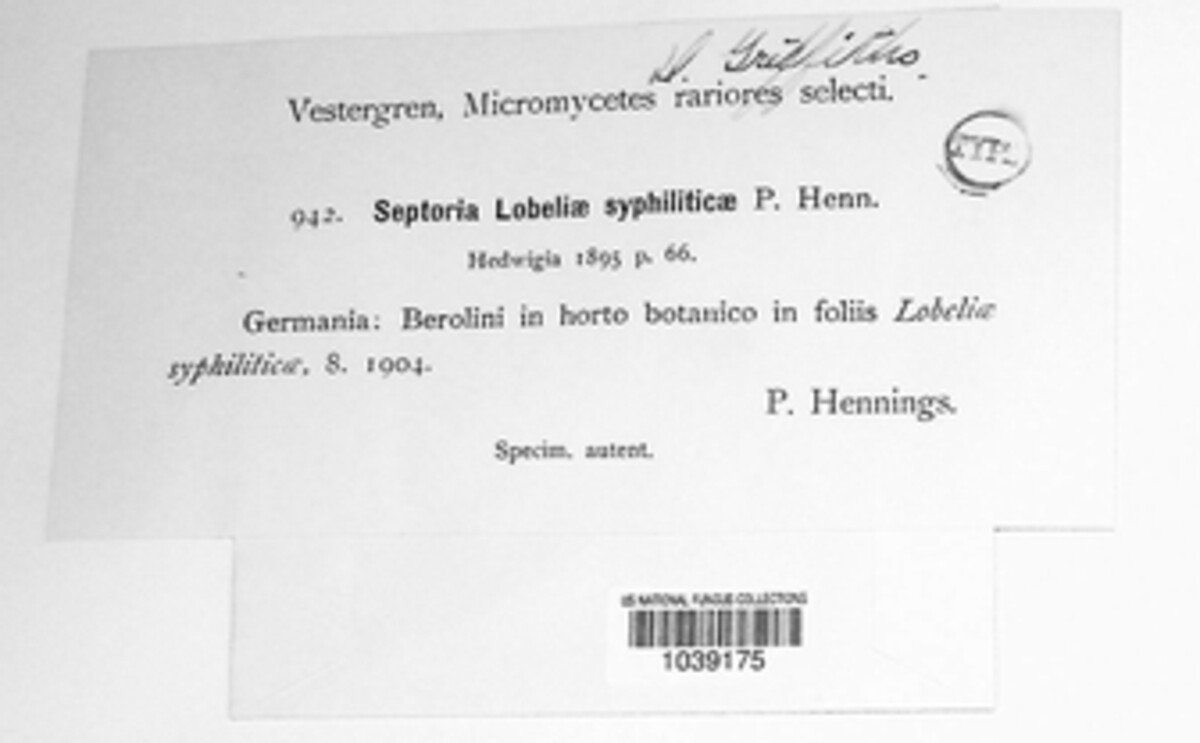 D. Griffiths
Vestergren, Micromycetes rariores selecti.
942. Septoria Lobeliæ syphiliticæ P. Henn.
Hedwigia 1895 p. 66.
Germania: Berolini in horto botanico in foliis Lobeliæ
syphiliticæ. 8. 1904.
P. Hennings.
Specim. autent.
US NATIONAL FUNGUS COLLECTIONS
1039175